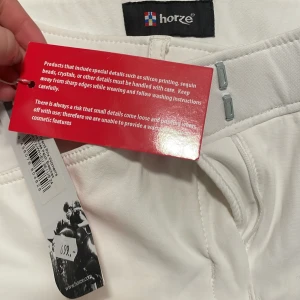 horze®
Products that include special details such as silicon printing, sequin
beads, crystals, or other details must be handled with care. Keep
away from sharp edges while wearing and follow washing instructions
carefully.
There is always a risk that small details come loose and
off with use; therefore we are unable to provide a
cosmetic features
699,-